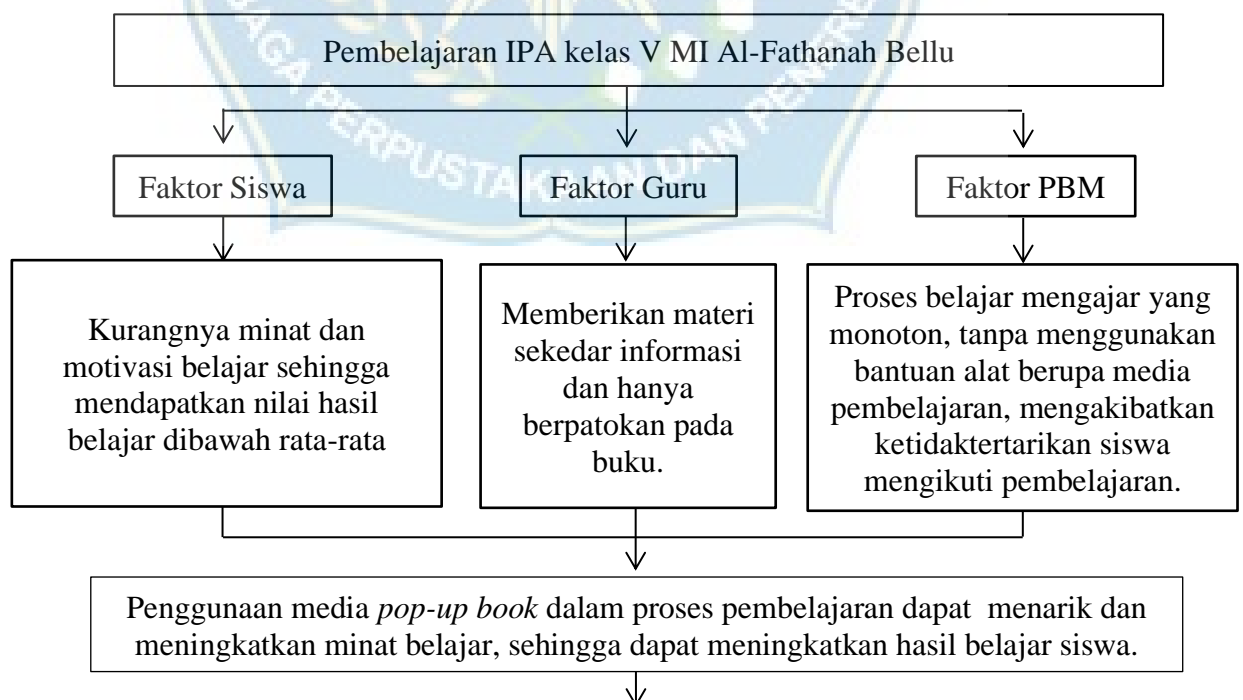 Pembelajaran IPA kelas V MI Al-Fathanah Bellu
Faktor Siswa
Faktor Guru
Faktor PBM
Kurangnya minat dan
motivasi belajar sehingga
mendapatkan nilai hasil
belajar dibawah rata-rata
Memberikan materi
sekedar informasi
dan hanya
berpatokan pada
buku.
Proses belajar mengajar yang
monoton, tanpa menggunakan
bantuan alat berupa media
pembelajaran, mengakibatkan
ketidaktertarikan siswa
mengikuti pembelajaran.
Penggunaan media pop-up book dalam proses pembelajaran dapat menarik dan
meningkatkan minat belajar, sehingga dapat meningkatkan hasil belajar siswa.
PERPUSTAKAAN DAN